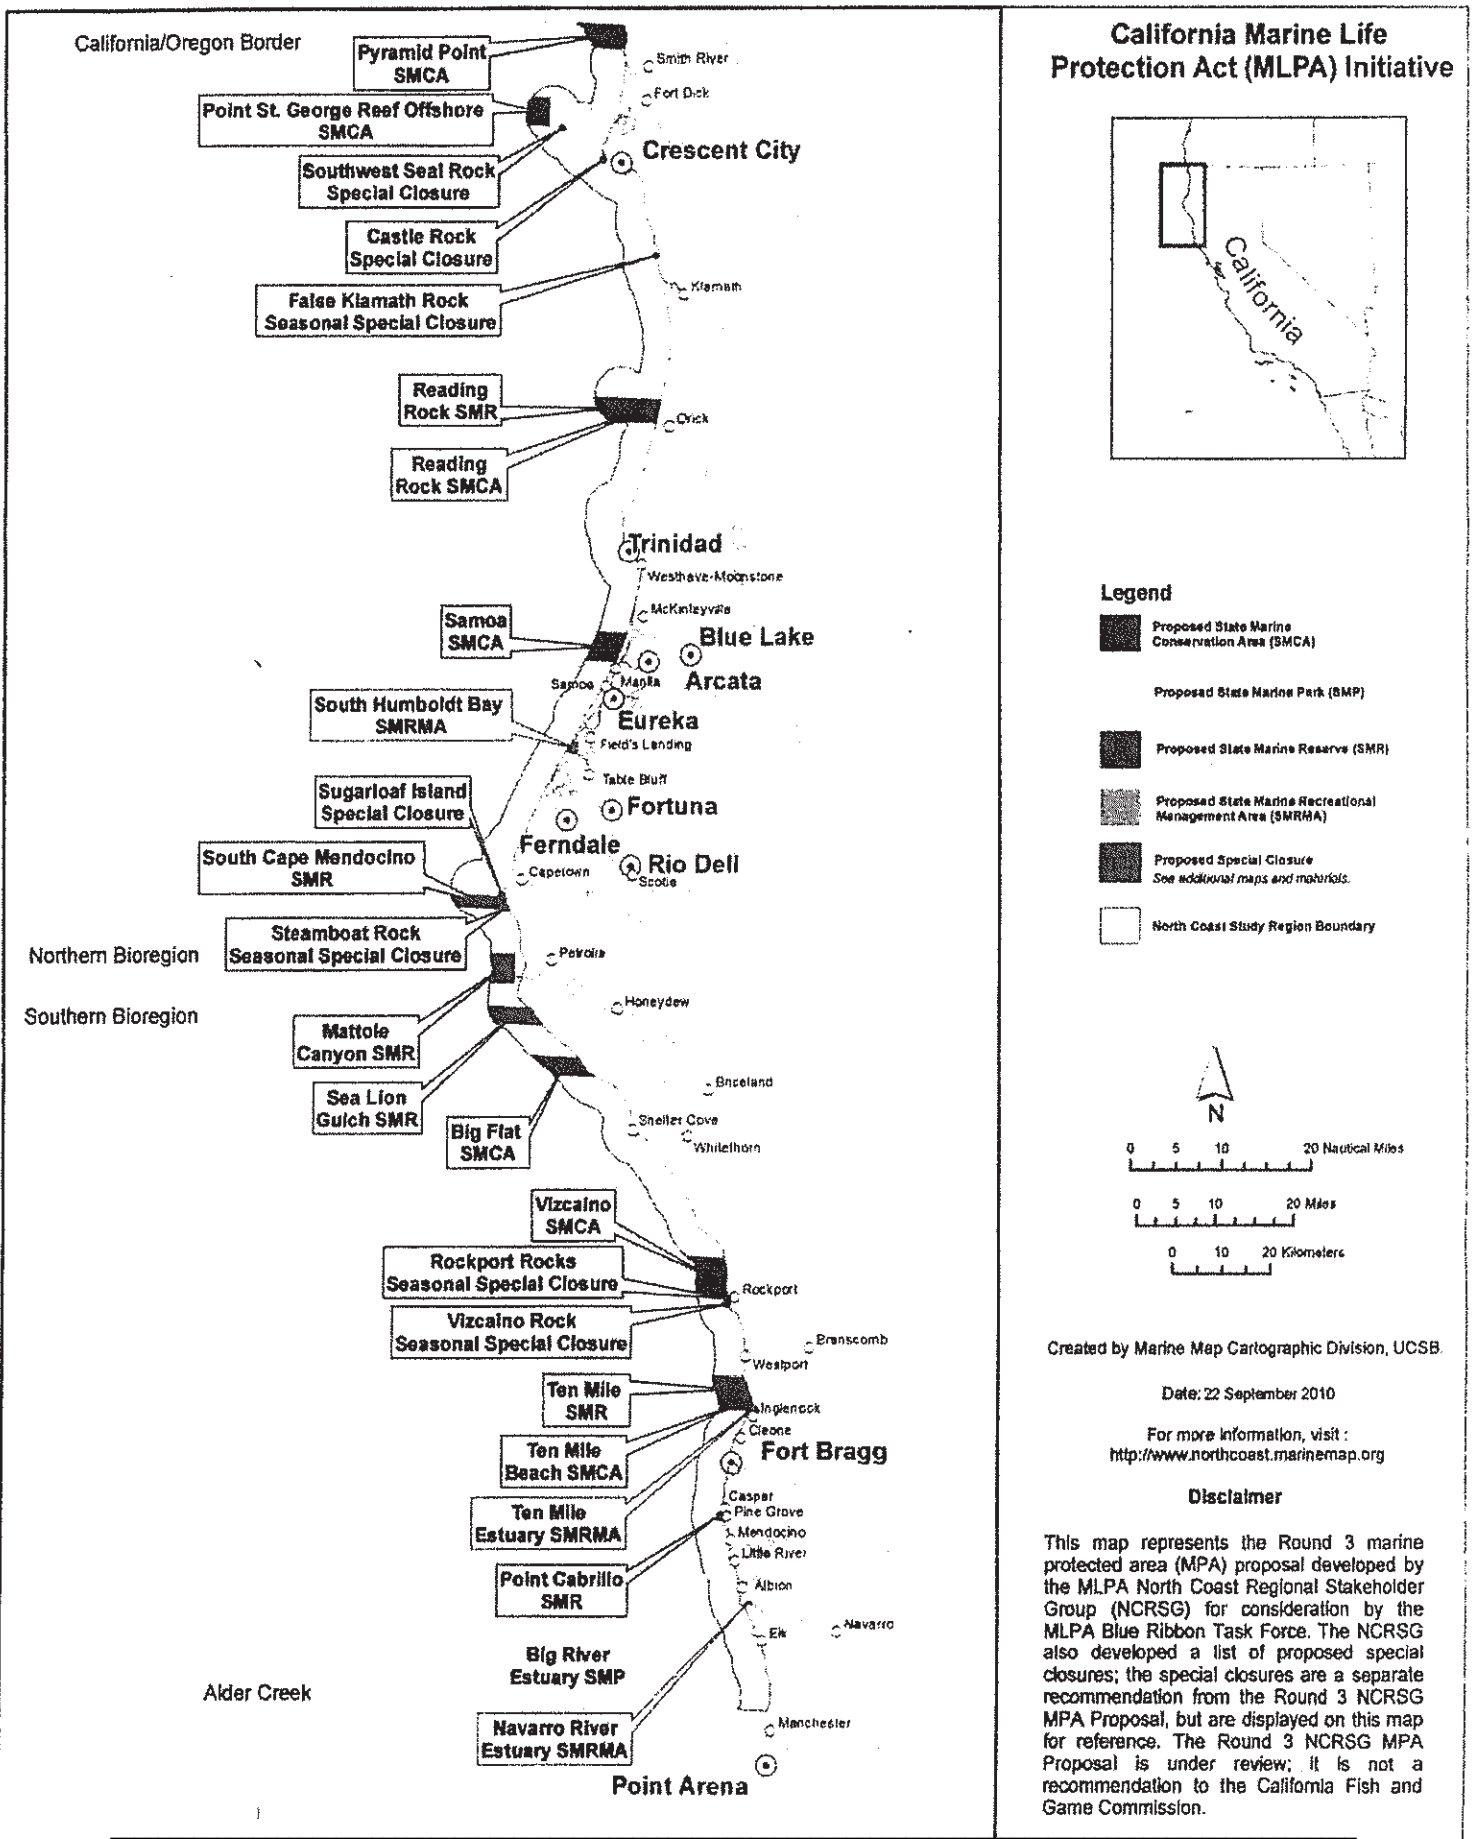 California/Oregon Border
Pyramid Point
SMCA
Smith River
Point St. George Reef Offshore
SMCA
Fort Dick
Southwest Seal Rock
Special Closure
Crescent City
Castle Rock
Special Closure
False Klamath Rock
Seasonal Special Closure
Klamath
Reading
Rock SMR
Orick
Reading
Rock SMCA
Trinidad
Westhave-Moonstone
McKinleyville
Samoa
SMCA
Blue Lake
Arcata
Manila
Samoa
South Humboldt Bay
SMRMA
Eureka
Field's Landing
Table Bluff
Sugarloaf Island
Special Closure
Fortuna
Ferndale
South Cape Mendocino
SMR
Rio Dell
Scotia
Capetown
Steamboat Rock
Seasonal Special Closure
Northern Bioregion
Petrolia
Southern Bioregion
Honeydew
Mattole
Canyon SMR
Sea Lion
Gulch SMR
Briceland
Big Flat
SMCA
Shelter Cove
Whitethorn
Vizcaino
SMCA
Rockport Rocks
Seasonal Special Closure
Rockport
Vizcaino Rock
Seasonal Special Closure
Branscomb
Westport
Ten Mile
SMR
Inglenook
Cleone
Ten Mile
Beach SMCA
Fort Bragg
Ten Mile
Estuary SMRMA
Caspar
Pine Grove
Mendocino
Little River
Point Cabrillo
SMR
Albion
Elk
Navarro
Big River
Estuary SMP
Alder Creek
Navarro River
Estuary SMRMA
Manchester
Point Arena
California Marine Life
Protection Act (MLPA) Initiative
California
Legend
Proposed State Marine
Conservation Area (SMCA)
Proposed State Marine Park (SMP)
Proposed State Marine Reserve (SMR)
Proposed State Marine Recreational
Management Area (SMRMA)
Proposed Special Closure
See additional maps and materials.
North Coast Study Region Boundary
N
0 5 10 20 Nautical Miles
0 5 10 20 Miles
0 10 20 Kilometers
Created by Marine Map Cartographic Division, UCSB.
Date: 22 September 2010
For more information, visit :
http://www.northcoast.marinemap.org
Disclaimer
This map represents the Round 3 marine
protected area (MPA) proposal developed by
the MLPA North Coast Regional Stakeholder
Group (NCRSG) for consideration by the
MLPA Blue Ribbon Task Force. The NCRSG
also developed a list of proposed special
closures; the special closures are a separate
recommendation from the Round 3 NCRSG
MPA Proposal, but are displayed on this map
for reference. The Round 3 NCRSG MPA
Proposal is under review; it is not a
recommendation to the California Fish and
Game Commission.